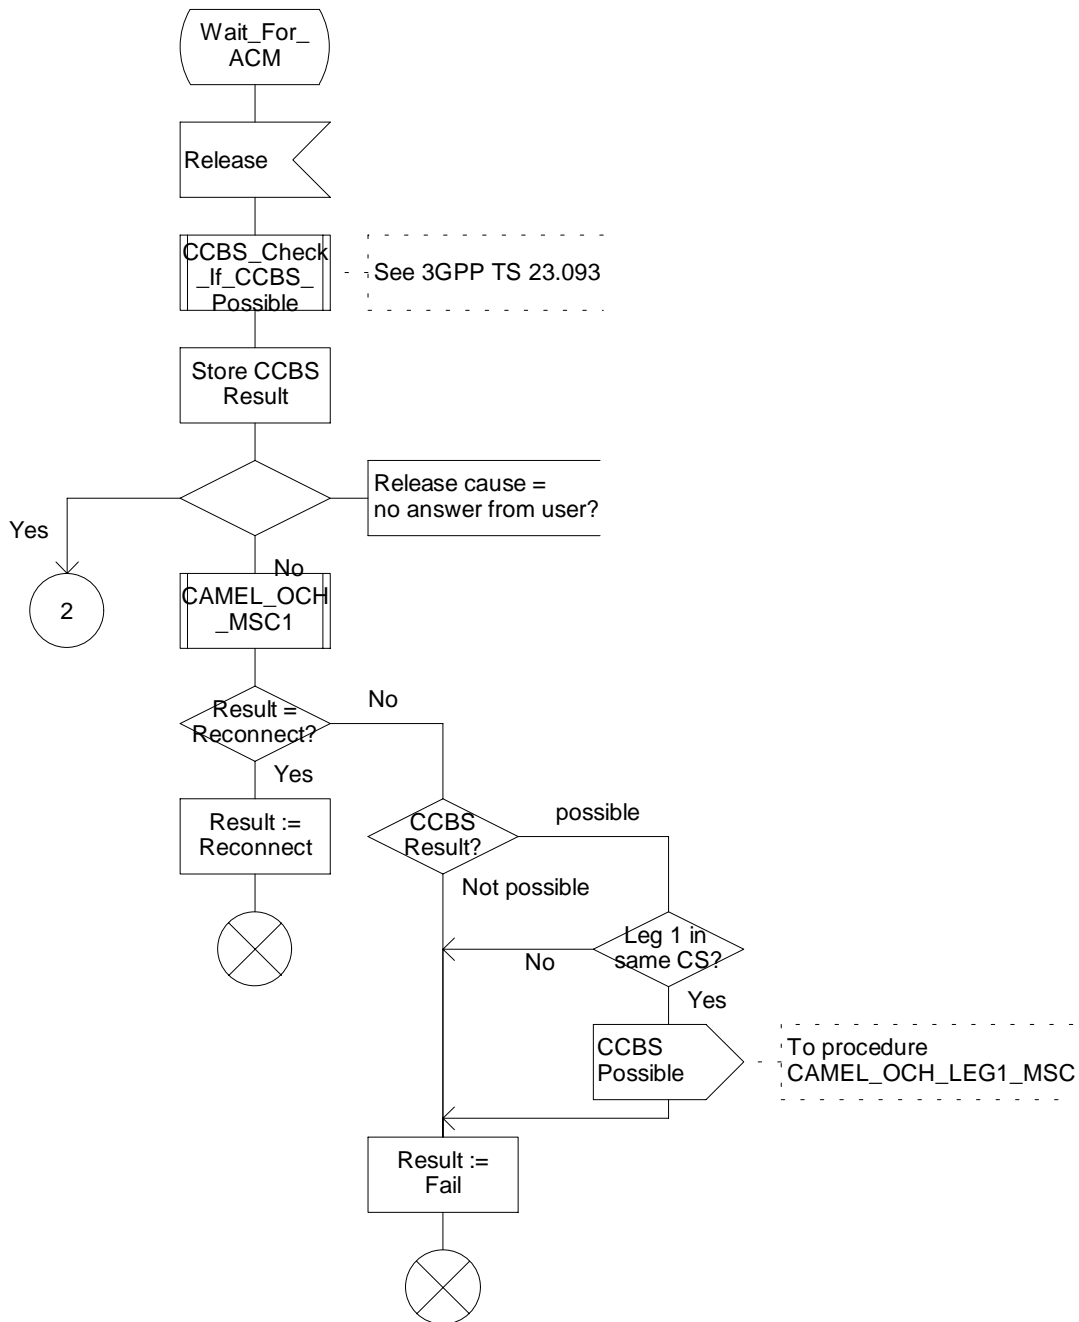 Wait_For_
ACM
Release
CCBS_Check
_If_CCBS_
Possible
See 3GPP TS 23.093
Store CCBS
Result
Release cause =
no answer from user?
Yes
No
2
CAMEL_OCH
_MSC1
Result =
Reconnect?
No
Yes
Result :=
Reconnect
CCBS
Result?
possible
Not possible
Leg 1 in
same CS?
No
Yes
CCBS
Possible
To procedure
CAMEL_OCH_LEG1_MSC
Result :=
Fail